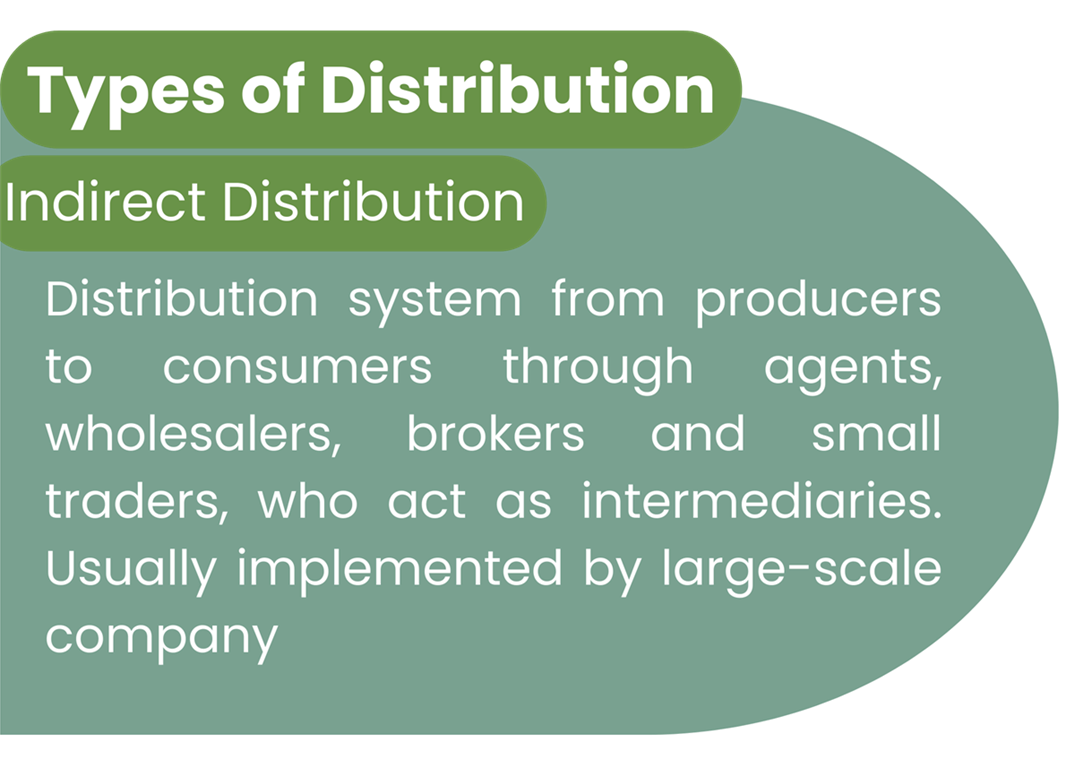 Types of Distribution
Indirect Distribution
Distribution system from producers
to consumers through agents,
wholesalers, brokers and small
traders, who act as intermediaries.
Usually implemented by large-scale
company